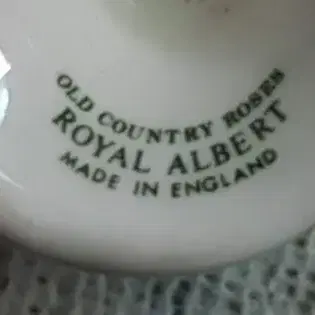 OLD COUNTRY ROSES
ROYAL ALBERT
MADE IN ENGLAND